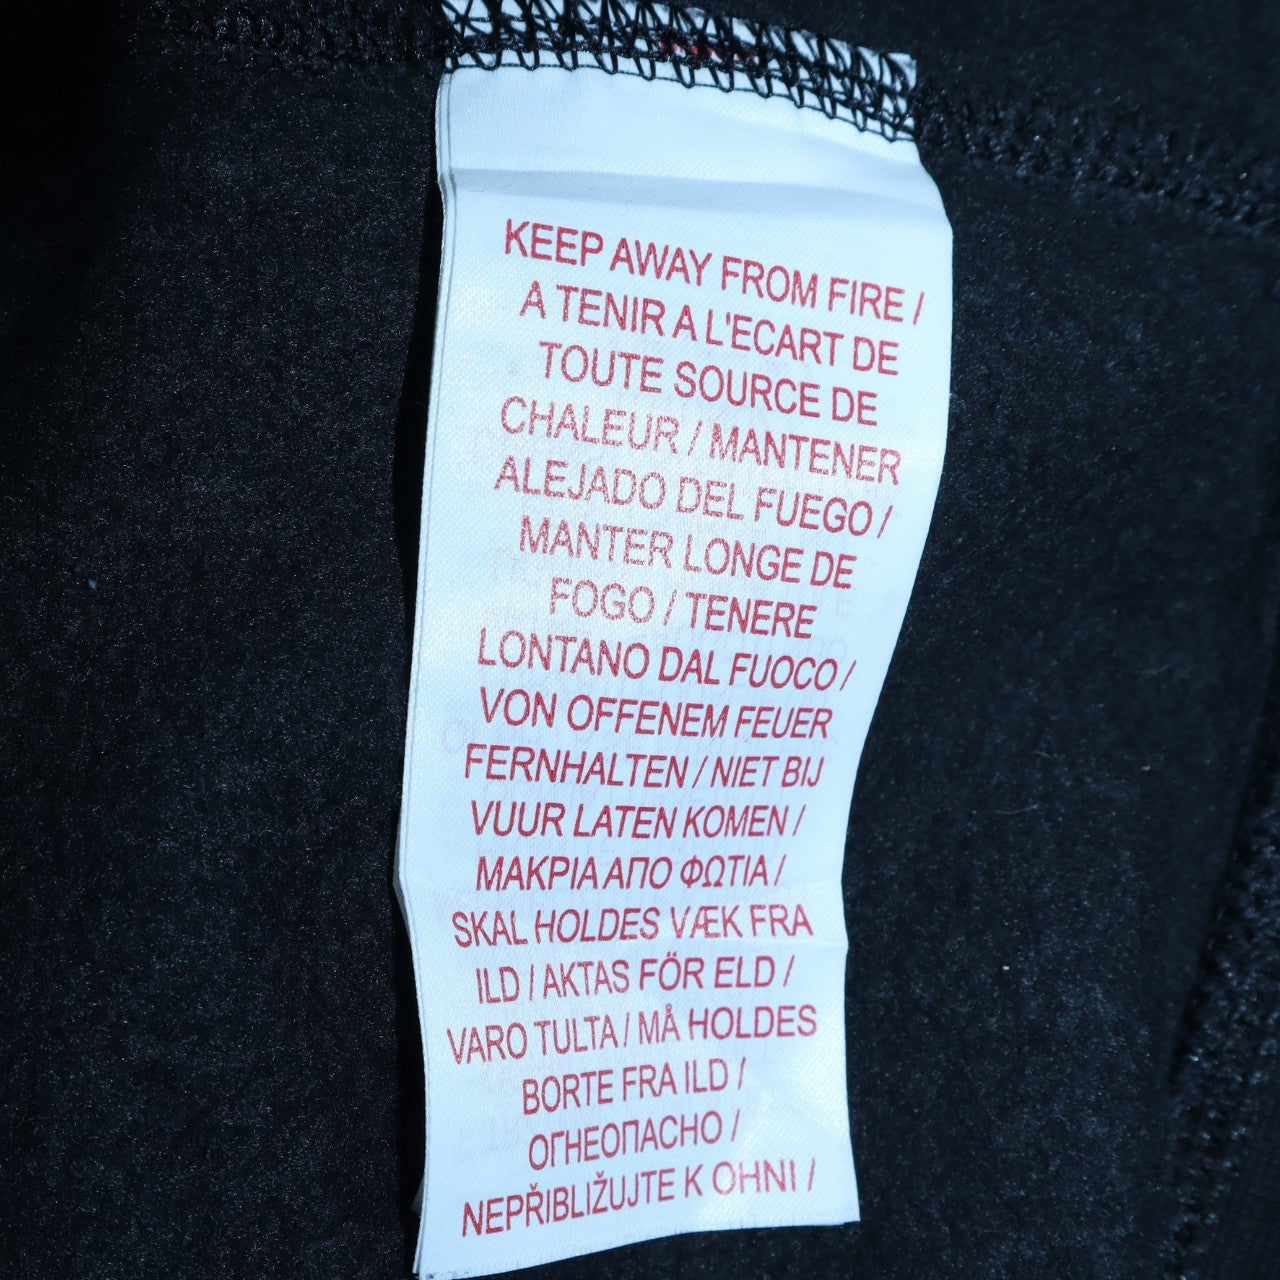 KEEP AWAY FROM FIRE /
A TENIR A L'ECART DE
TOUTE SOURCE DE
CHALEUR / MANTENER
ALEJADO DEL FUEGO /
MANTER LONGE DE
FOGO / TENERE
LONTANO DAL FUOCO /
VON OFFENEM FEUER
FERNHALTEN / NIET BIJ
VUUR LATEN KOMEN /
ΜΑΚΡΙΑ ΑΠΟ ΦΩΤΙΑ /
SKAL HOLDES VÆK FRA
ILD / AKTAS FÖR ELD /
VARO TULTA / MÅ HOLDES
BORTE FRA ILD /
ОГНЕОПАСНО /
NEPŘIBLIŽUJTE K OHNI /